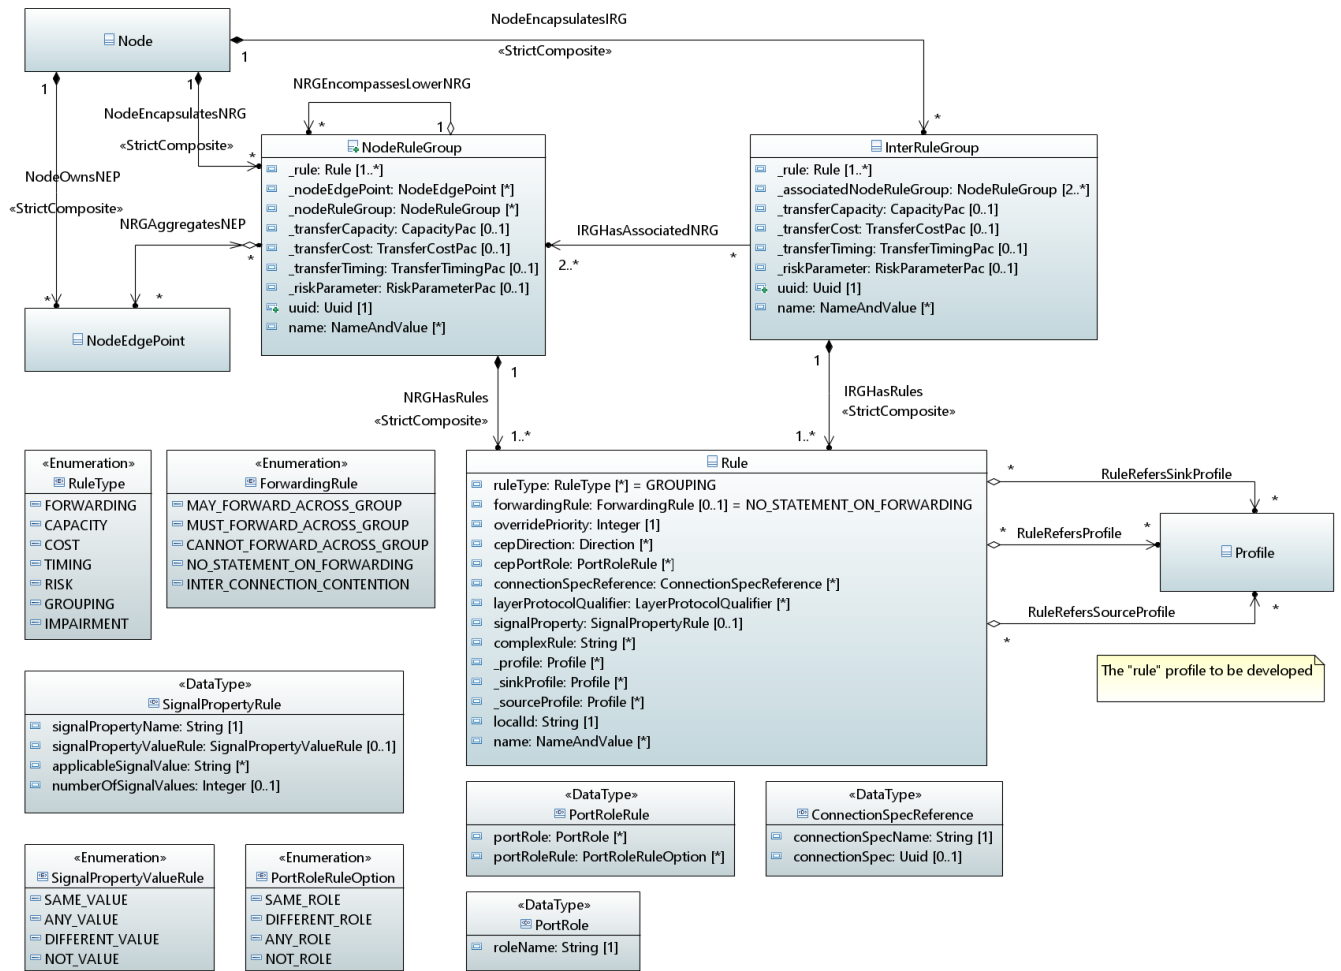 Node
NodeEncapsulatesIRG
«StrictComposite»
1
1
1
NRGEncompassesLowerNRG
*
1
*
NodeEncapsulatesNRG
«StrictComposite»
*
NodeOwnsNEP
«StrictComposite»
*
NRGAggregatesNEP
*
*
NodeEdgePoint
NodeRuleGroup
_rule: Rule [1..*]
_nodeEdgePoint: NodeEdgePoint [*]
_nodeRuleGroup: NodeRuleGroup [*]
_transferCapacity: CapacityPac [0..1]
_transferCost: TransferCostPac [0..1]
_transferTiming: TransferTimingPac [0..1]
_riskParameter: RiskParameterPac [0..1]
uuid: Uuid [1]
name: NameAndValue [*]
IRGHasAssociatedNRG
2..*
*
InterRuleGroup
_rule: Rule [1..*]
_associatedNodeRuleGroup: NodeRuleGroup [2..*]
_transferCapacity: CapacityPac [0..1]
_transferCost: TransferCostPac [0..1]
_transferTiming: TransferTimingPac [0..1]
_riskParameter: RiskParameterPac [0..1]
uuid: Uuid [1]
name: NameAndValue [*]
1
NRGHasRules
«StrictComposite»
1..*
1
IRGHasRules
«StrictComposite»
1..*
«Enumeration»
RuleType
FORWARDING
CAPACITY
COST
TIMING
RISK
GROUPING
IMPAIRMENT
«Enumeration»
ForwardingRule
MAY_FORWARD_ACROSS_GROUP
MUST_FORWARD_ACROSS_GROUP
CANNOT_FORWARD_ACROSS_GROUP
NO_STATEMENT_ON_FORWARDING
INTER_CONNECTION_CONTENTION
Rule
ruleType: RuleType [*] = GROUPING
forwardingRule: ForwardingRule [0..1] = NO_STATEMENT_ON_FORWARDING
overridePriority: Integer [1]
cepDirection: Direction [*]
cepPortRole: PortRoleRule [*]
connectionSpecReference: ConnectionSpecReference [*]
layerProtocolQualifier: LayerProtocolQualifier [*]
signalProperty: SignalPropertyRule [0..1]
complexRule: String [*]
_profile: Profile [*]
_sinkProfile: Profile [*]
_sourceProfile: Profile [*]
localId: String [1]
name: NameAndValue [*]
*
RuleRefersSinkProfile
*
*
RuleRefersProfile
*
Profile
RuleRefersSourceProfile
*
*
The "rule" profile to be developed
«DataType»
SignalPropertyRule
signalPropertyName: String [1]
signalPropertyValueRule: SignalPropertyValueRule [0..1]
applicableSignalValue: String [*]
numberOfSignalValues: Integer [0..1]
«DataType»
PortRoleRule
portRole: PortRole [*]
portRoleRule: PortRoleRuleOption [*]
«DataType»
ConnectionSpecReference
connectionSpecName: String [1]
connectionSpec: Uuid [0..1]
«Enumeration»
SignalPropertyValueRule
SAME_VALUE
ANY_VALUE
DIFFERENT_VALUE
NOT_VALUE
«Enumeration»
PortRoleRuleOption
SAME_ROLE
DIFFERENT_ROLE
ANY_ROLE
NOT_ROLE
«DataType»
PortRole
roleName: String [1]